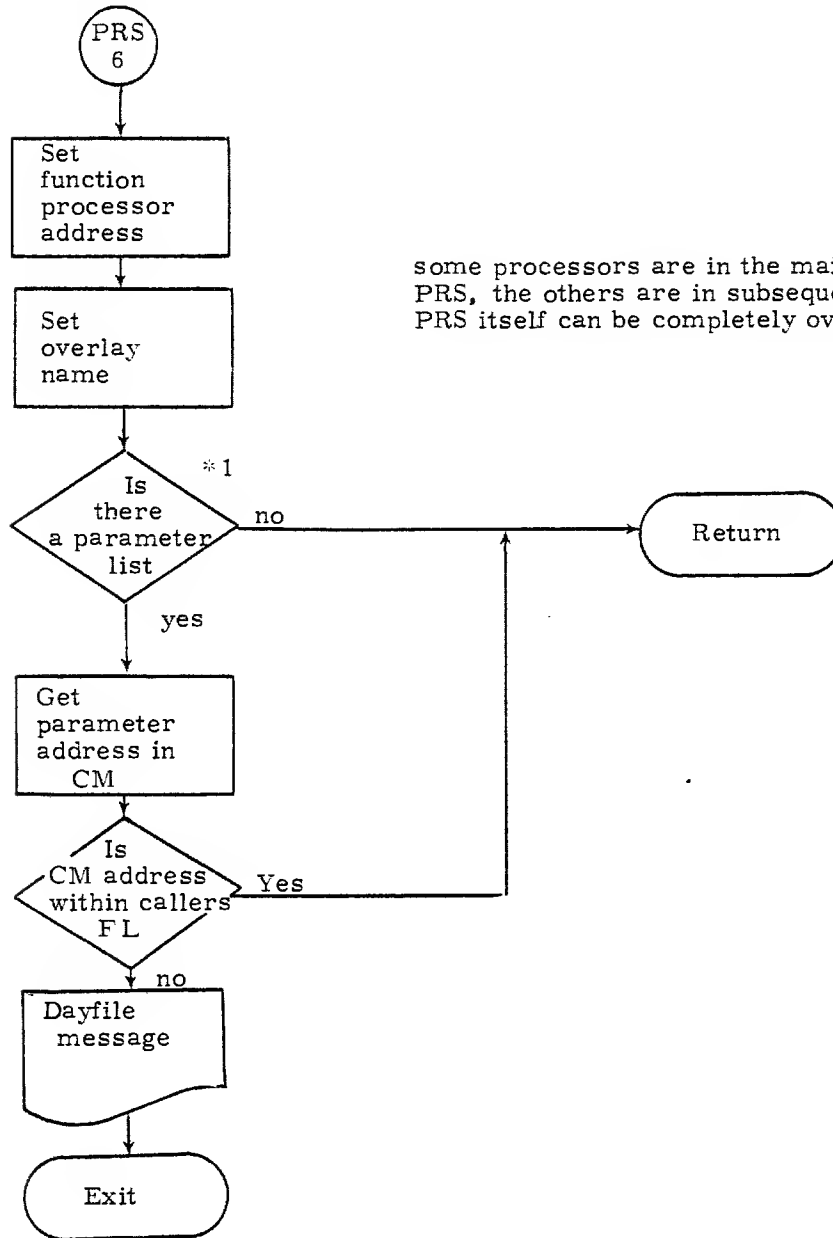 PRS
6
Set
function
processor
address
some processors are in the mai
PRS, the others are in subseque
PRS itself can be completely ov
Set
overlay
name
*1
Is
there
a parameter
list
no
Return
yes
Get
parameter
address in
CM
Is
CM address
within callers
FL
Yes
no
Dayfile
message
Exit